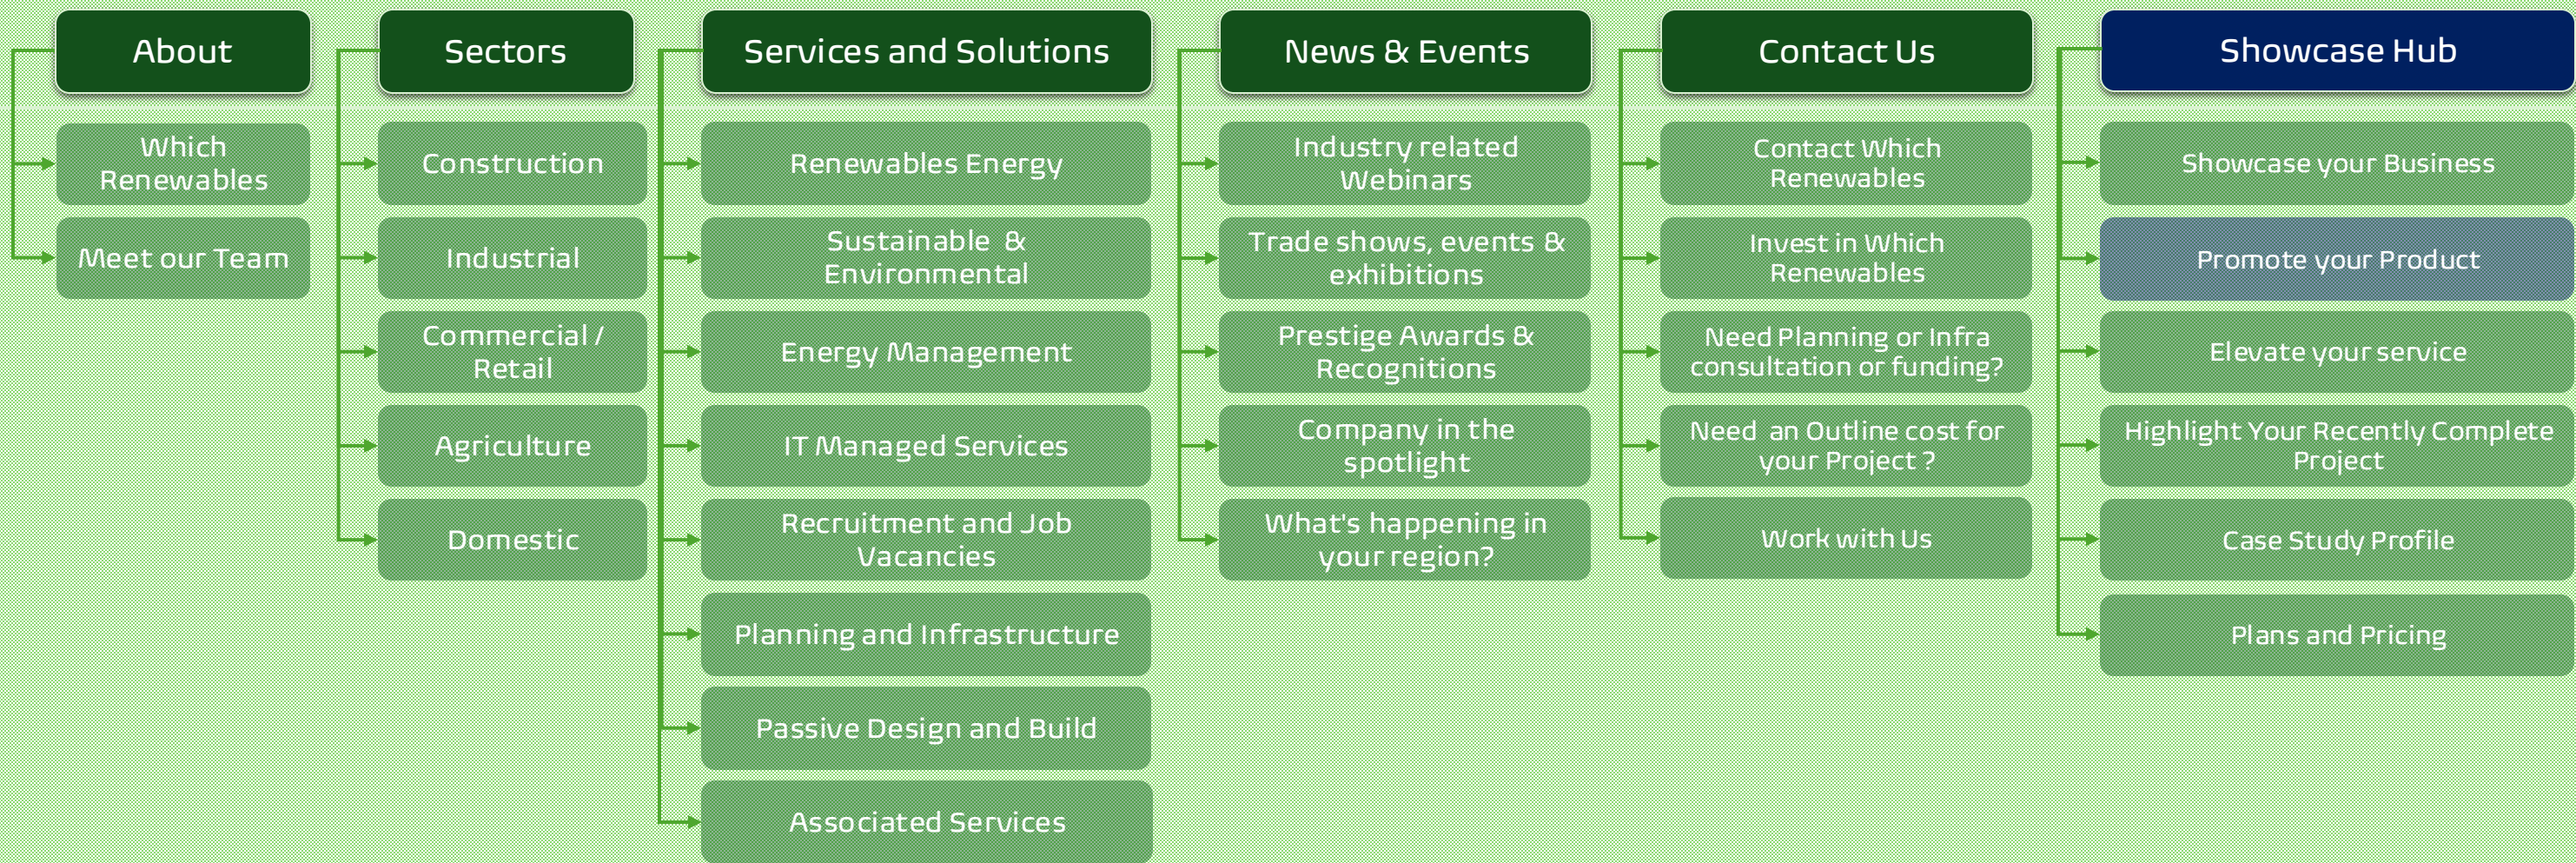 About
Which
Renewables
Meet our Team
Sectors
Construction
Industrial
Commercial /
Retail
Agriculture
Domestic
Services and Solutions
Renewables Energy
Sustainable  &
Environmental
Energy Management
IT Managed Services
Recruitment and Job
Vacancies
Planning and Infrastructure
Passive Design and Build
Associated Services
News & Events
Industry related
Webinars
Trade shows, events &
exhibitions
Prestige Awards &
Recognitions
Company in the
spotlight
What's happening in
your region?
Contact Us
Contact Which
Renewables
Invest in Which
Renewables
Need Planning or Infra
consultation or funding?
Need  an Outline cost for
your Project ?
Work with Us
Showcase Hub
Showcase your Business
Promote your Product
Elevate your service
Highlight Your Recently Complete
Project
Case Study Profile
Plans and Pricing